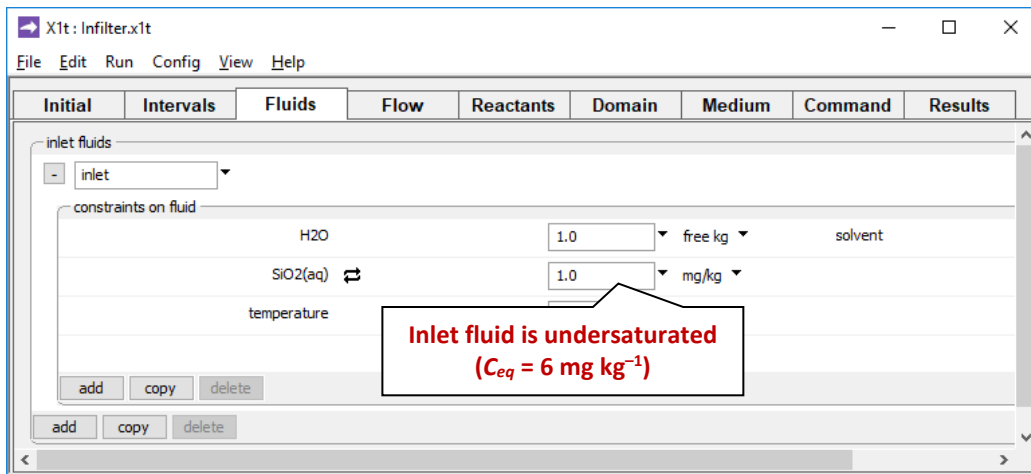 X1t : Infilter.x1t
File Edit Run Config View Help
Initial Intervals Fluids Flow Reactants Domain Medium Command Results
inlet fluids
- inlet
constraints on fluid
H2O 1.0 free kg solvent
SiO2(aq) 1.0 mg/kg
temperature
Inlet fluid is undersaturated
(Ceq = 6 mg kg⁻¹)
add copy delete
add copy delete